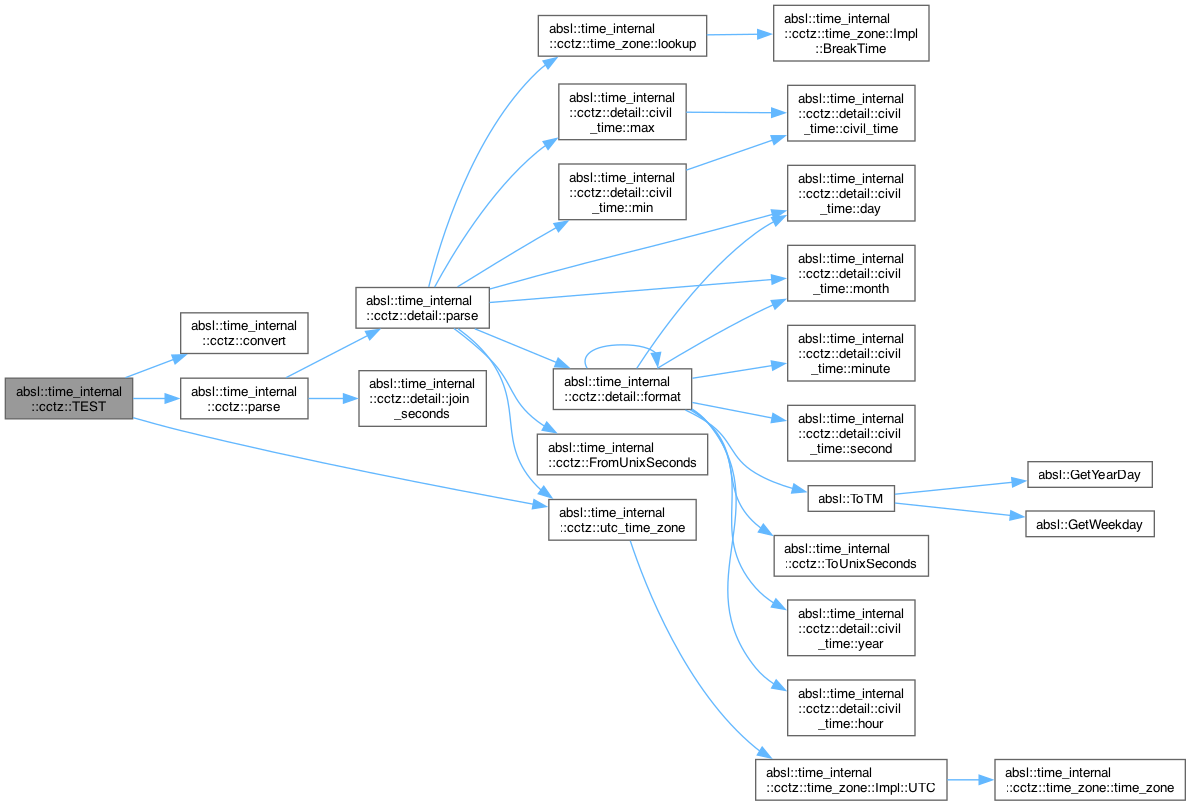 absl::time_internal
::cctz::TEST
absl::time_internal
::cctz::convert
absl::time_internal
::cctz::parse
absl::time_internal
::cctz::detail::parse
absl::time_internal
::cctz::detail::join
_seconds
absl::time_internal
::cctz::time_zone::lookup
absl::time_internal
::cctz::detail::civil
_time::max
absl::time_internal
::cctz::detail::civil
_time::min
absl::time_internal
::cctz::detail::format
absl::time_internal
::cctz::FromUnixSeconds
absl::time_internal
::cctz::utc_time_zone
absl::time_internal
::cctz::time_zone::Impl
::BreakTime
absl::time_internal
::cctz::detail::civil
_time::civil_time
absl::time_internal
::cctz::detail::civil
_time::day
absl::time_internal
::cctz::detail::civil
_time::month
absl::time_internal
::cctz::detail::civil
_time::minute
absl::time_internal
::cctz::detail::civil
_time::second
absl::ToTM
absl::time_internal
::cctz::ToUnixSeconds
absl::time_internal
::cctz::detail::civil
_time::year
absl::time_internal
::cctz::detail::civil
_time::hour
absl::time_internal
::cctz::time_zone::Impl::UTC
absl::GetYearDay
absl::GetWeekday
absl::time_internal
::cctz::time_zone::time_zone